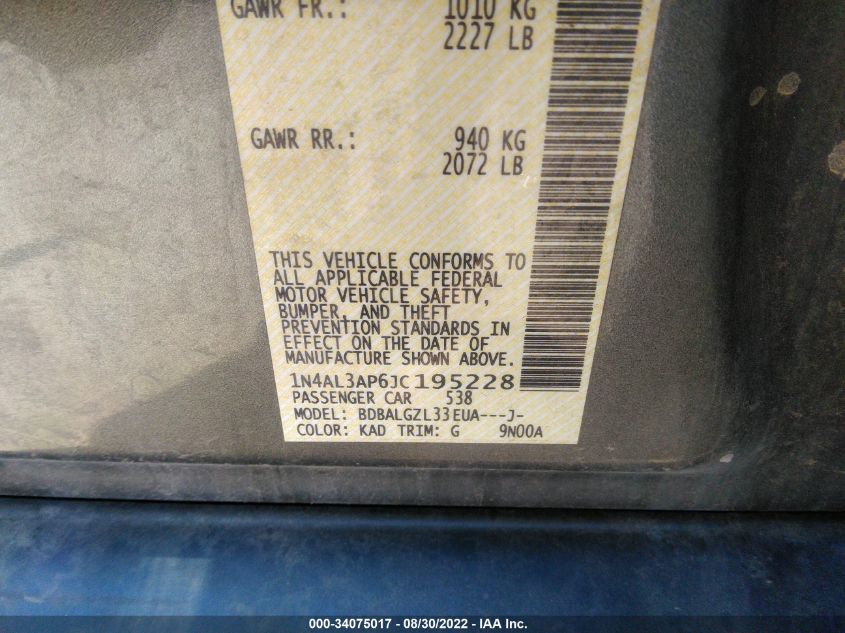 GAWR FR.: 1010 KG
2227 LB
GAWR RR.: 940 KG
2072 LB
THIS VEHICLE CONFORMS TO
ALL APPLICABLE FEDERAL
MOTOR VEHICLE SAFETY,
BUMPER, AND THEFT
PREVENTION STANDARDS IN
EFFECT ON THE DATE OF
MANUFACTURE SHOWN ABOVE.
1N4AL3AP6JC195228
PASSENGER CAR 538
MODEL: BDBALGZL33EUA---J-
COLOR: KAD TRIM: G 9N00A
000-34075017 - 08/30/2022 - IAA Inc.